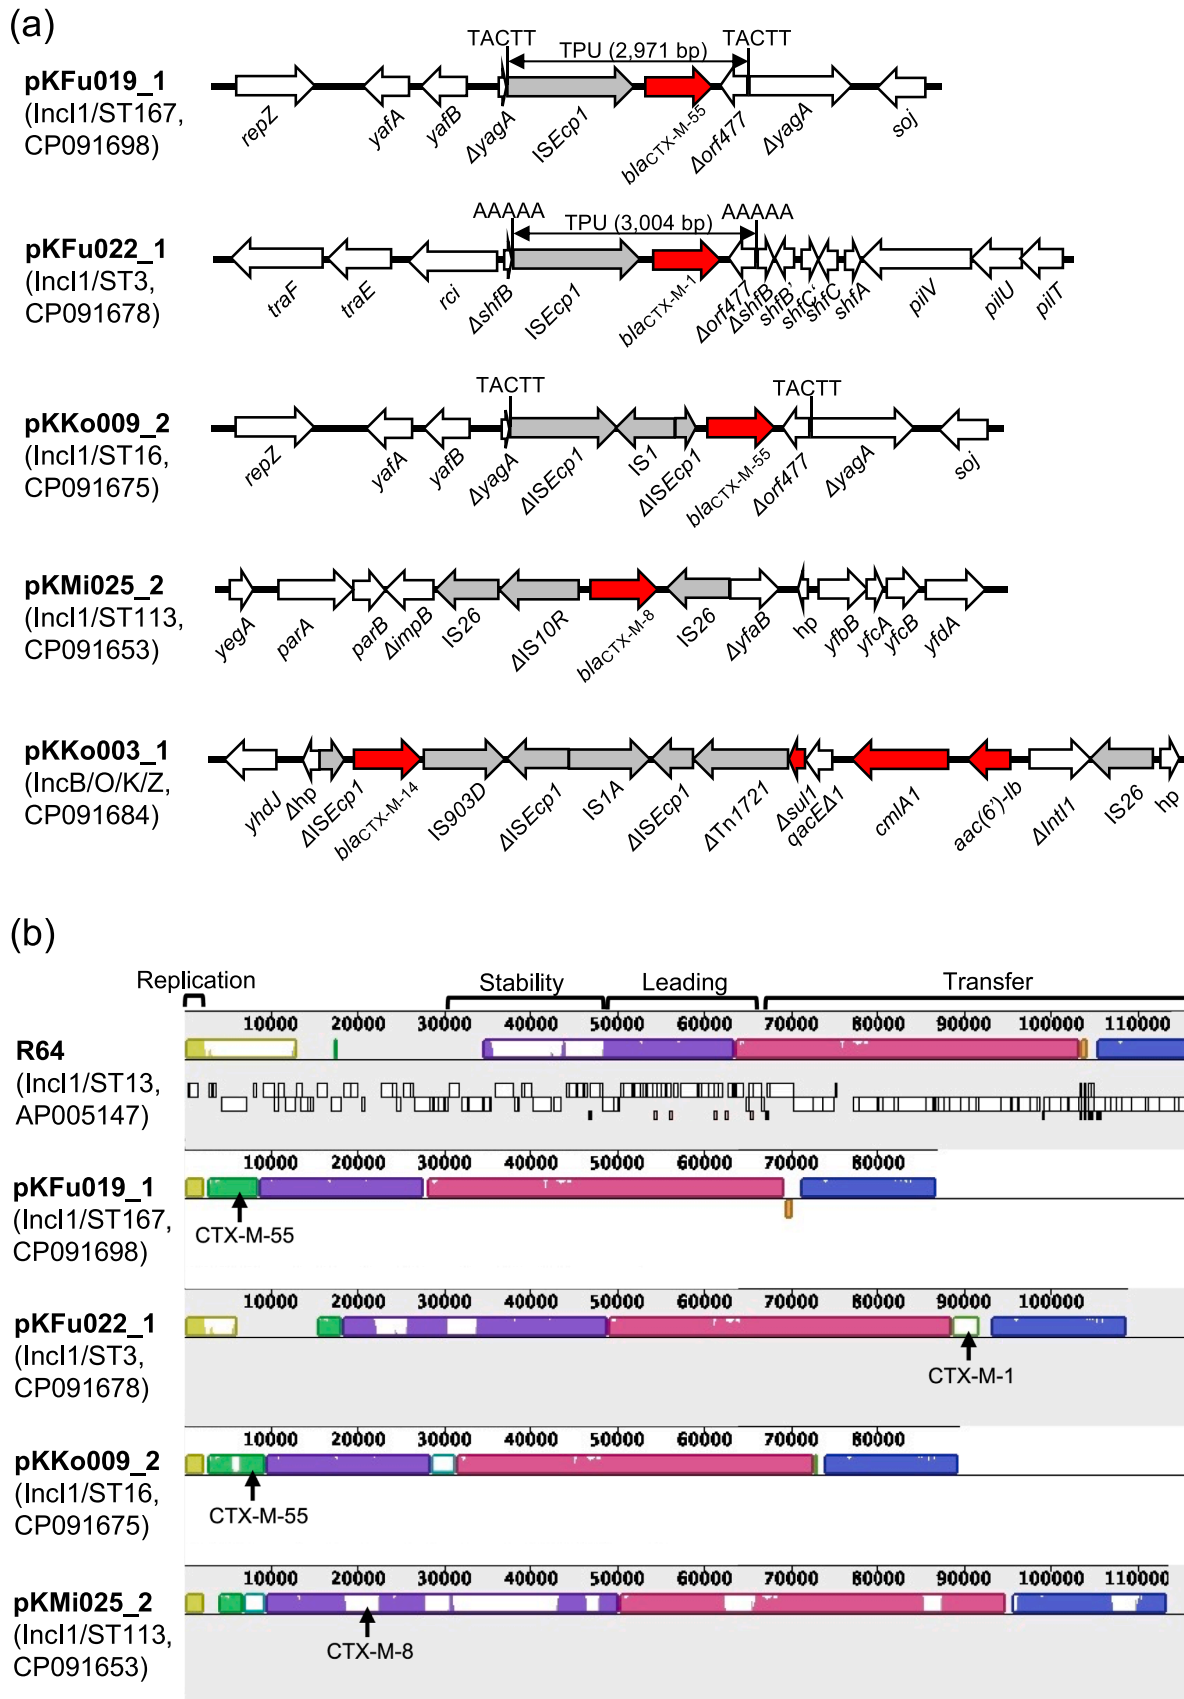 (a)
TACTT TACTT
TPU (2,971 bp)
pKFu019_1
(IncI1/ST167,
CP091698)
repZ yafA yafB ΔyagA ISEcp1 blaCTX-M-55 Δorf477 ΔyagA soj
AAAAA AAAAA
TPU (3,004 bp)
pKFu022_1
(IncI1/ST3,
CP091678)
traF traE rci ΔshfB ISEcp1 blaCTX-M-1 Δorf477 ΔshfB shfB' shfC' shfC shfA pilV pilU pilT
TACTT TACTT
pKKo009_2
(IncI1/ST16,
CP091675)
repZ yafA yafB ΔyagA ΔISEcp1 IS1 ΔISEcp1 blaCTX-M-55 Δorf477 ΔyagA soj
pKMi025_2
(IncI1/ST113,
CP091653)
yegA parA parB ΔimpB IS26 ΔIS10R blaCTX-M-8 IS26 ΔyfaB hp yfbB yfcA yfcB yfdA
pKKo003_1
(IncB/O/K/Z,
CP091684)
yhdJ Δhp ΔISEcp1 blaCTX-M-14 IS903D ΔISEcp1 IS1A ΔISEcp1 ΔTn1721 Δsul1 qacEΔ1 cmlA1 aac(6')-Ib ΔIntI1 IS26 hp
(b)
Replication Stability Leading Transfer
10000 20000 30000 40000 50000 60000 70000 80000 90000 100000 110000
R64
(IncI1/ST13,
AP005147)
10000 20000 30000 40000 50000 60000 70000 80000
pKFu019_1
(IncI1/ST167,
CP091698)
CTX-M-55
10000 20000 30000 40000 50000 60000 70000 80000 90000 100000
pKFu022_1
(IncI1/ST3,
CP091678)
CTX-M-1
10000 20000 30000 40000 50000 60000 70000 80000
pKKo009_2
(IncI1/ST16,
CP091675)
CTX-M-55
10000 20000 30000 40000 50000 60000 70000 80000 90000 100000 110000
pKMi025_2
(IncI1/ST113,
CP091653)
CTX-M-8